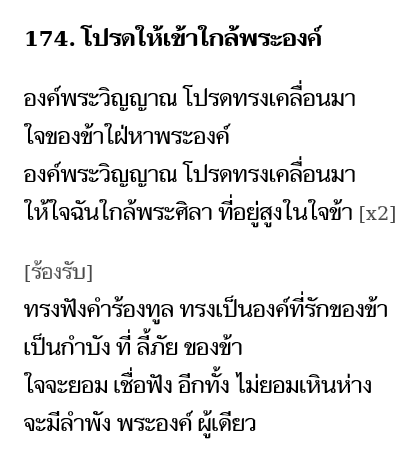 174. โปรดให้เข้าใกล้พระองค์
องค์พระวิญญาณ โปรดทรงเคลื่อนมา
ใจของข้าใฝ่หาพระองค์
องค์พระวิญญาณ โปรดทรงเคลื่อนมา
ให้ใจฉันใกล้พระศิลา ที่อยู่สูงในใจข้า [x2]
[ร้องรับ]
ทรงฟังคำร้องทูล ทรงเป็นองค์ที่รักของข้า
เป็นกำบัง ที่ ลี้ภัย ของข้า
ใจจะยอม เชื่อฟัง อีกทั้ง ไม่ยอมเหินห่าง
จะมีลำพัง พระองค์ ผู้เดียว